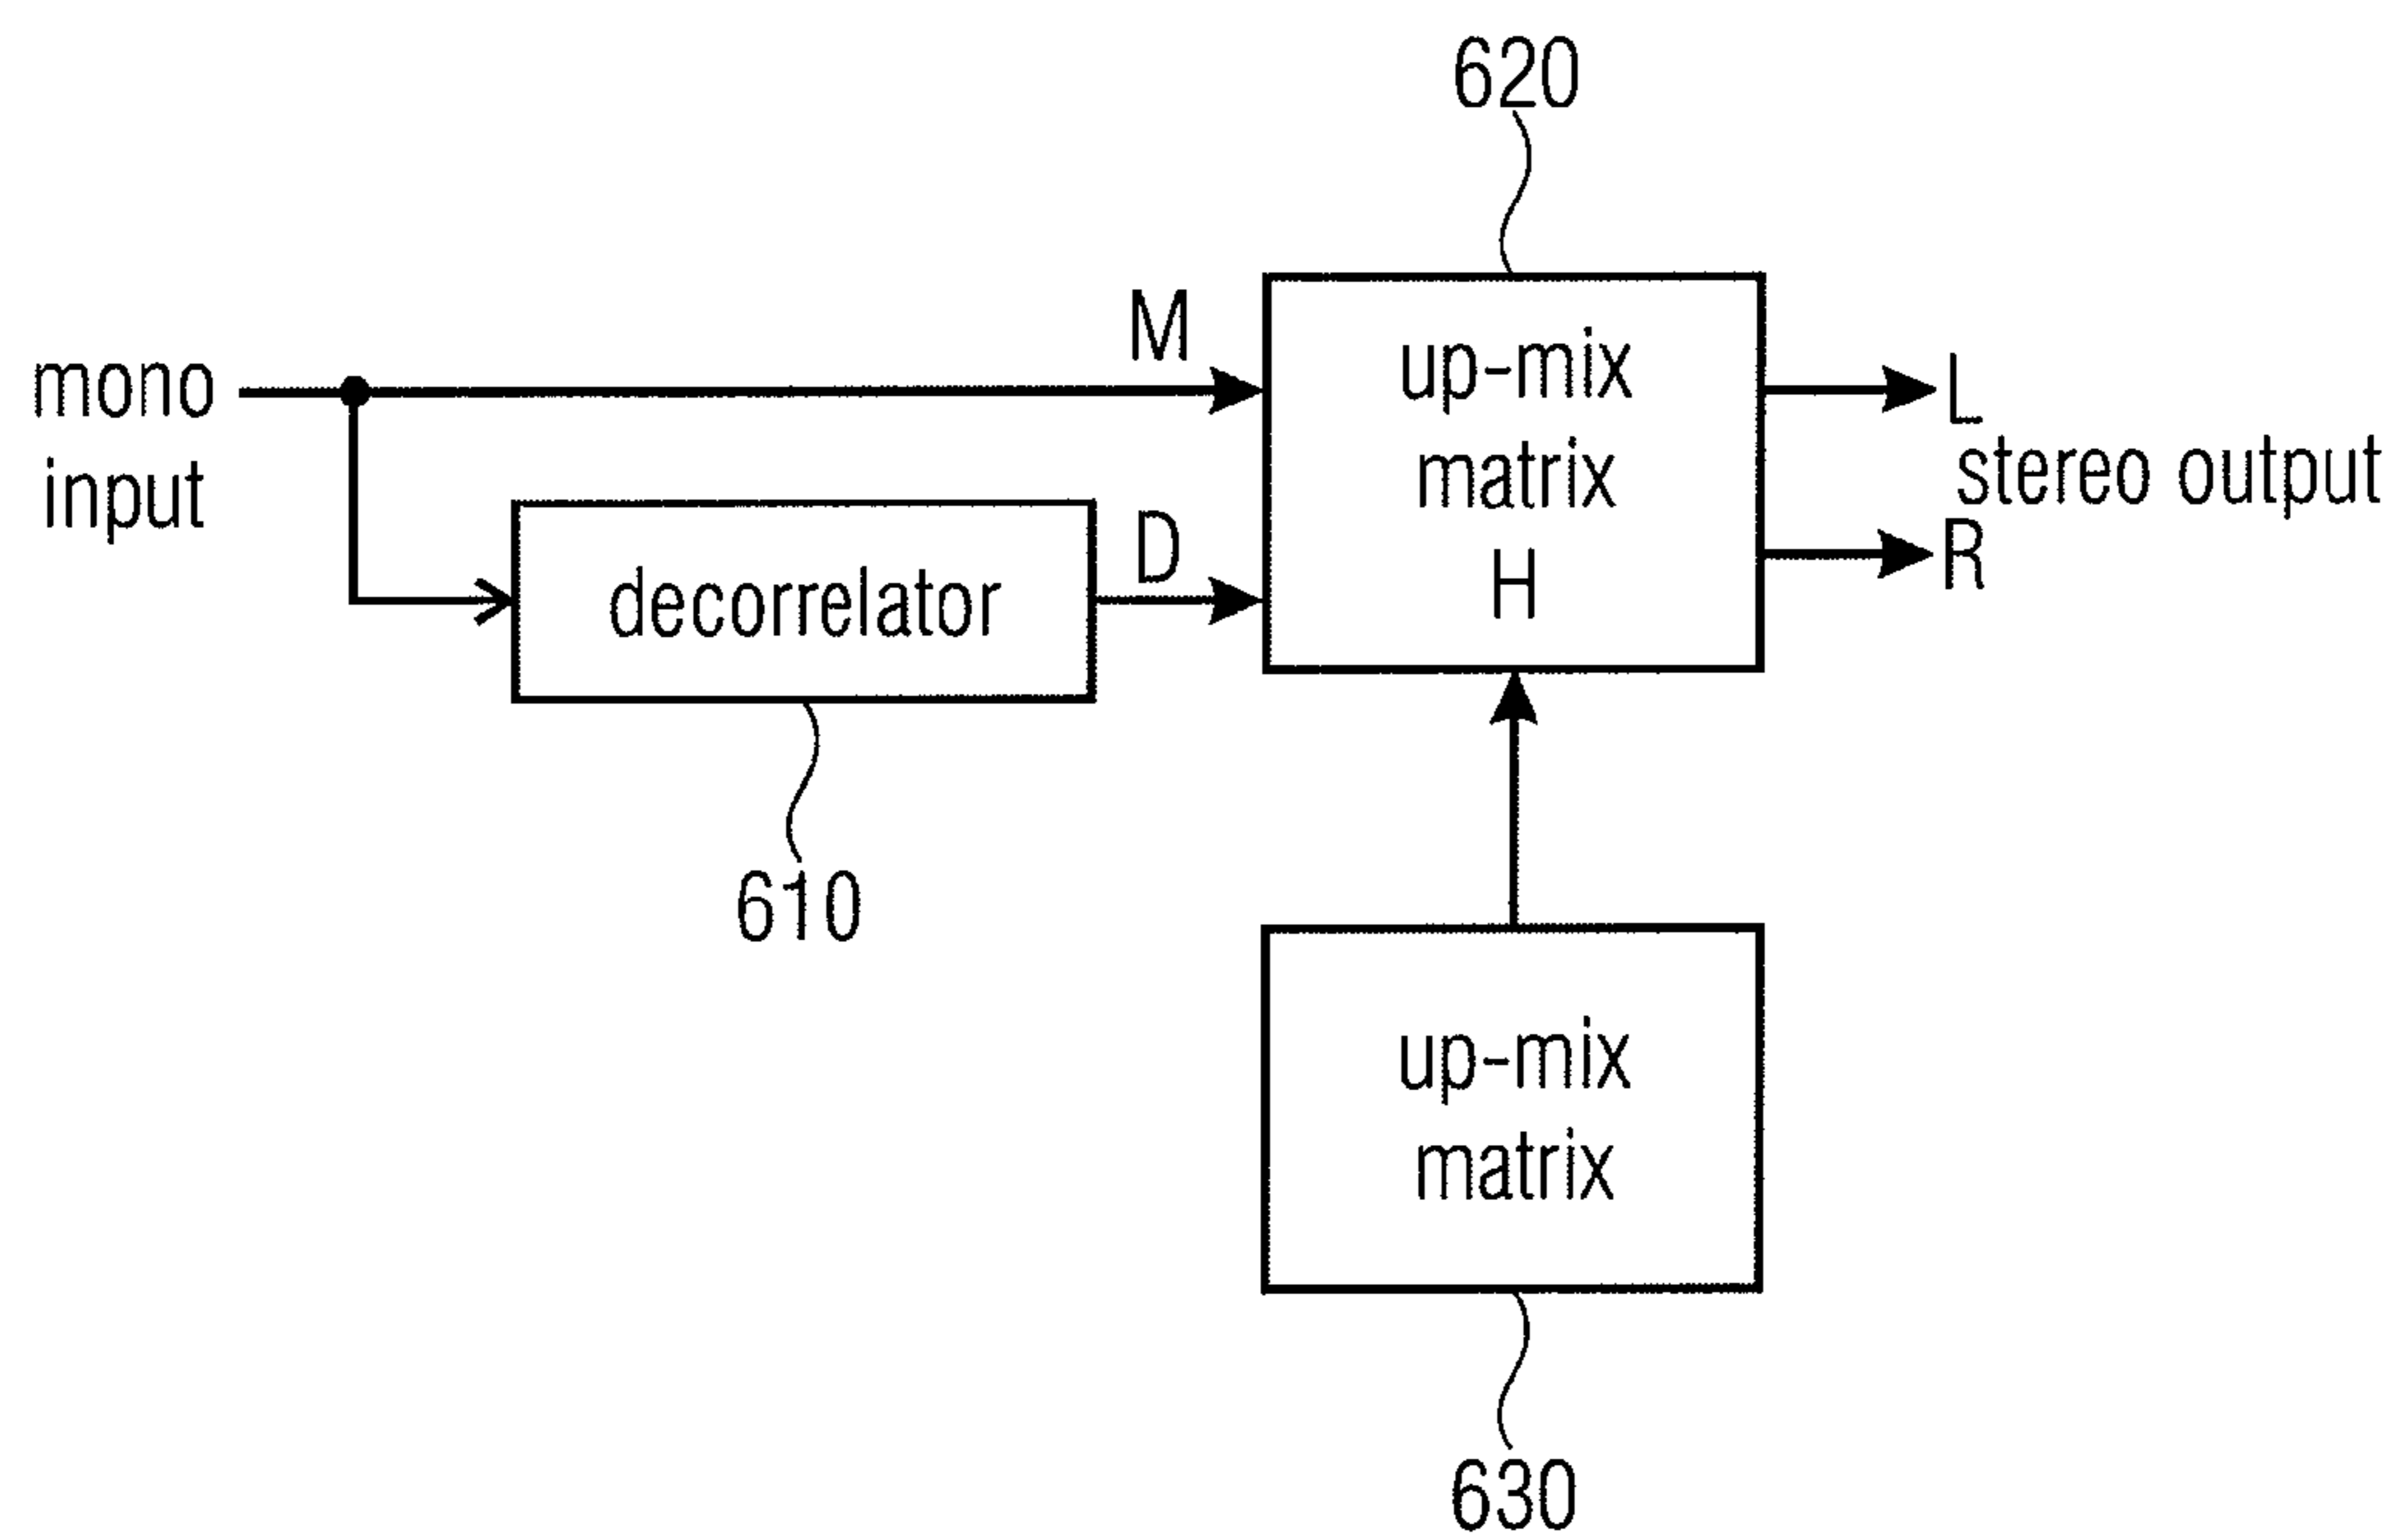 620
M
mono
input
up-mix
matrix
H
L
stereo output
R
D
decorrelator
610
up-mix
matrix
630